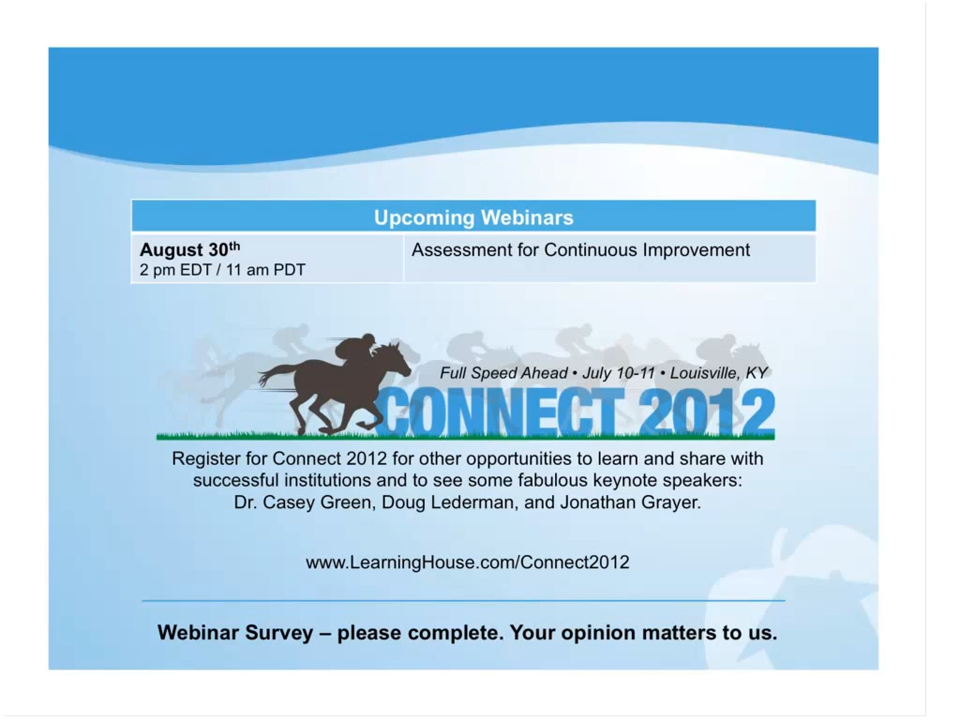 Upcoming Webinars
August 30th
2 pm EDT / 11 am PDT
Assessment for Continuous Improvement
Full Speed Ahead • July 10-11 • Louisville, KY
CONNECT 2012
Register for Connect 2012 for other opportunities to learn and share with
successful institutions and to see some fabulous keynote speakers:
Dr. Casey Green, Doug Lederman, and Jonathan Grayer.
www.LearningHouse.com/Connect2012
Webinar Survey – please complete. Your opinion matters to us.